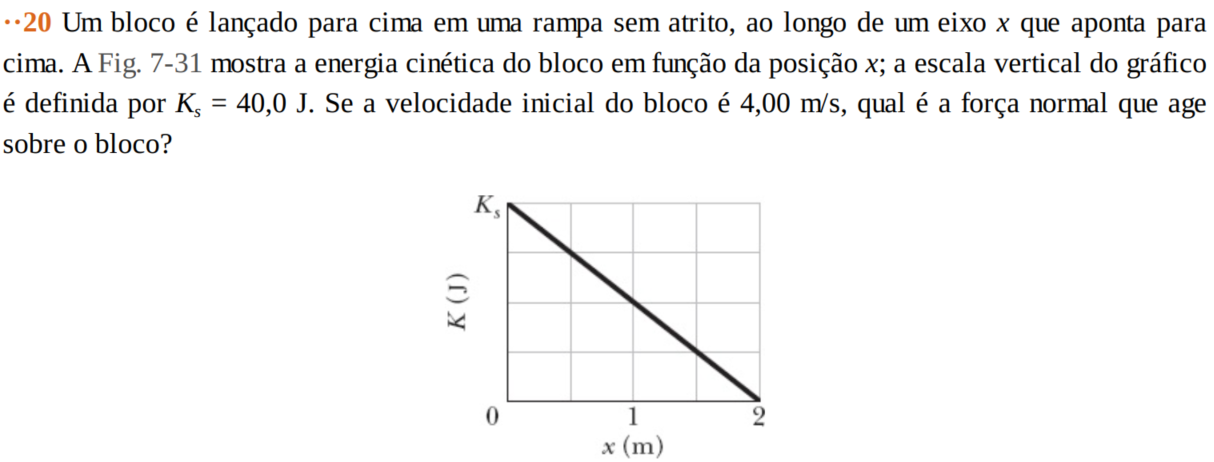 ••20 Um bloco é lançado para cima em uma rampa sem atrito, ao longo de um eixo x que aponta para
cima. A Fig. 7-31 mostra a energia cinética do bloco em função da posição x; a escala vertical do gráfico
é definida por Ks = 40,0 J. Se a velocidade inicial do bloco é 4,00 m/s, qual é a força normal que age
sobre o bloco?
Ks
K (J)
0 1 2
x (m)